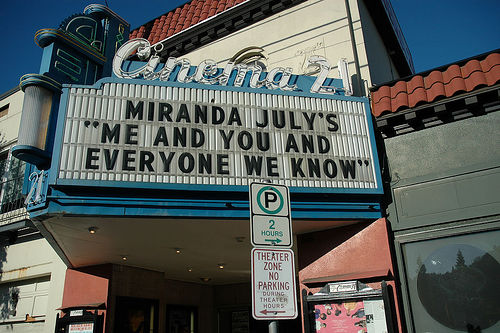 Cinema 21
MIRANDA JULY'S
"ME AND YOU AND
EVERYONE WE KNOW"
P
2
HOURS
THEATER
ZONE
NO
PARKING
DURING
THEATER
HOURS